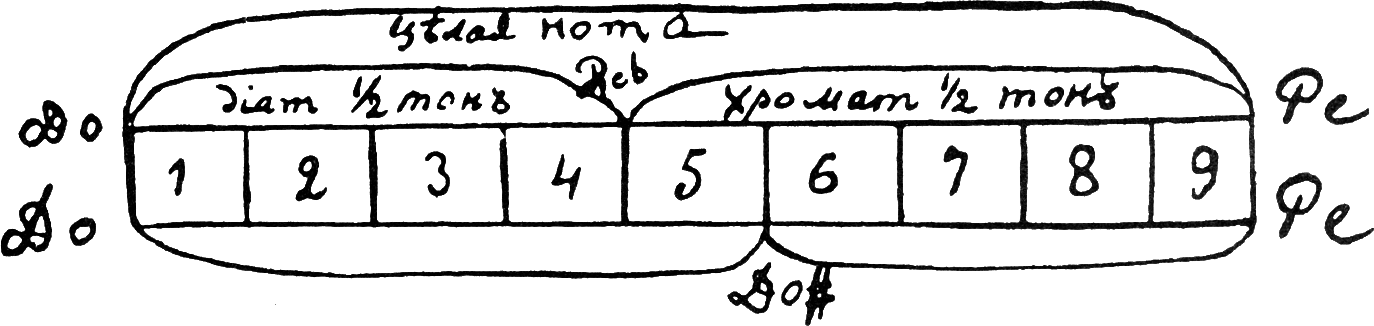 цѣлая нота
Реb
діат ½ тонъ
хромат ½ тонъ
До
Ре
1 2 3 4 5 6 7 8 9
До
Ре
До#